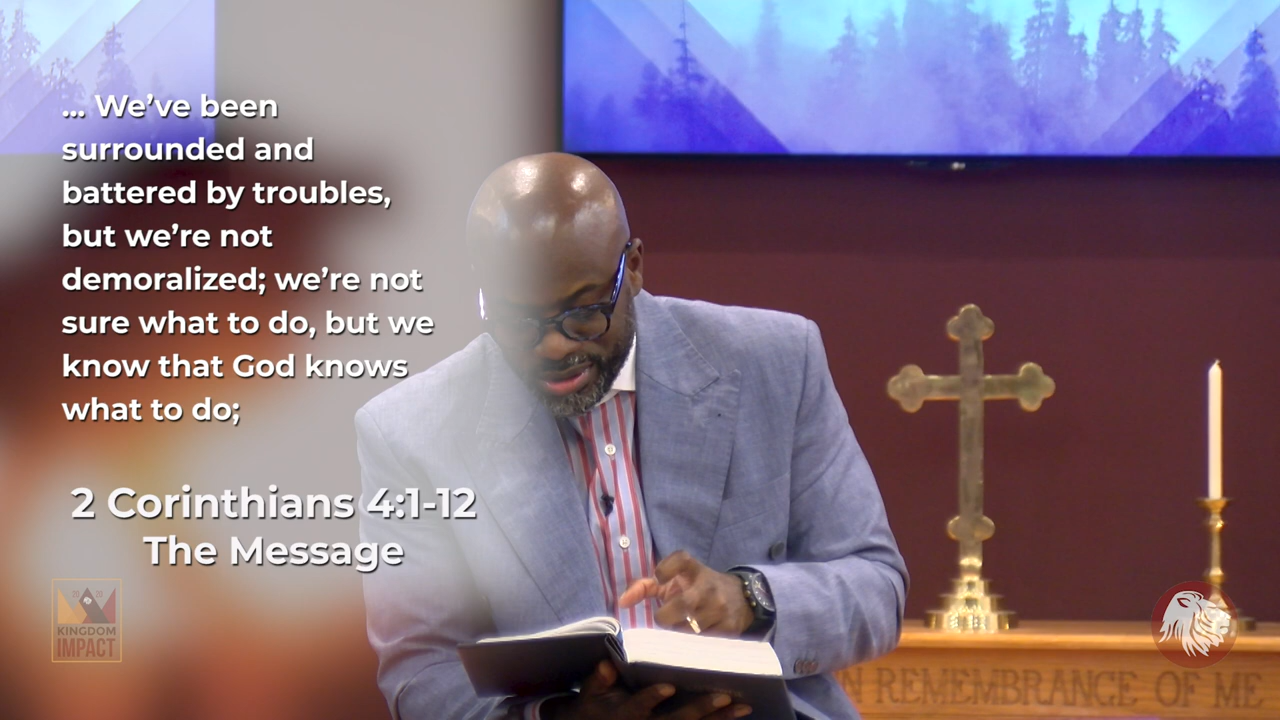 ... We’ve been
surrounded and
battered by troubles,
but we’re not
demoralized; we’re not
sure what to do, but we
know that God knows
what to do;
2 Corinthians 4:1-12
The Message
20 20
KINGDOM
IMPACT
IN REMEMBRANCE OF ME